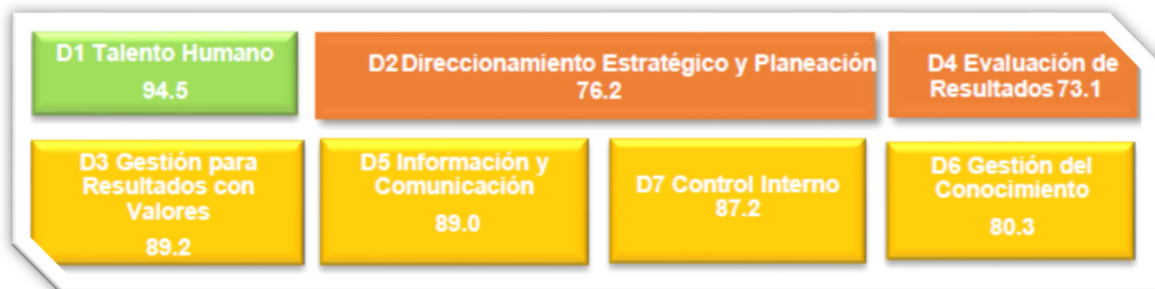 D1 Talento Humano
94.5
D2 Direccionamiento Estratégico y Planeación
76.2
D4 Evaluación de
Resultados 73.1
D3 Gestión para
Resultados con
Valores
89.2
D5 Información y
Comunicación
89.0
D7 Control Interno
87.2
D6 Gestión del
Conocimiento
80.3